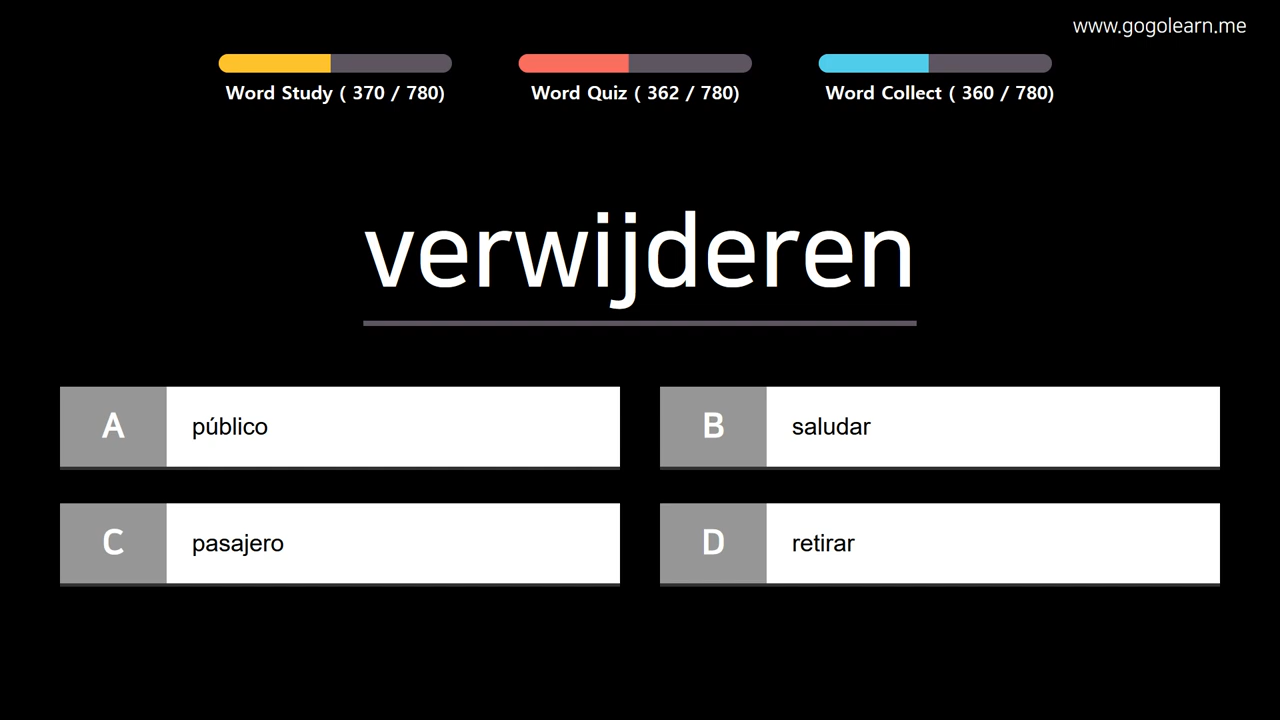 www.gogolearn.me
Word Study ( 370 / 780)
Word Quiz ( 362 / 780)
Word Collect ( 360 / 780)
verwijderen
A público
B saludar
C pasajero
D retirar